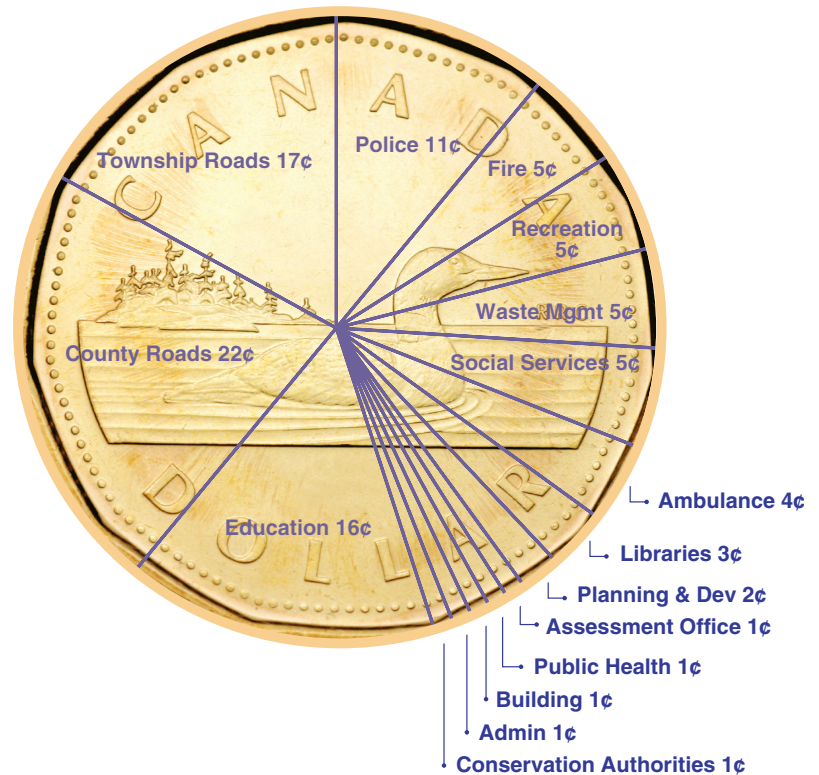 CANADA
Township Roads 17¢
Police 11¢
Fire 5¢
Recreation
5¢
Waste Mgmt 5¢
Social Services 5¢
County Roads 22¢
Education 16¢
DOLLAR
Ambulance 4¢
Libraries 3¢
Planning & Dev 2¢
Assessment Office 1¢
Public Health 1¢
Building 1¢
Admin 1¢
Conservation Authorities 1¢